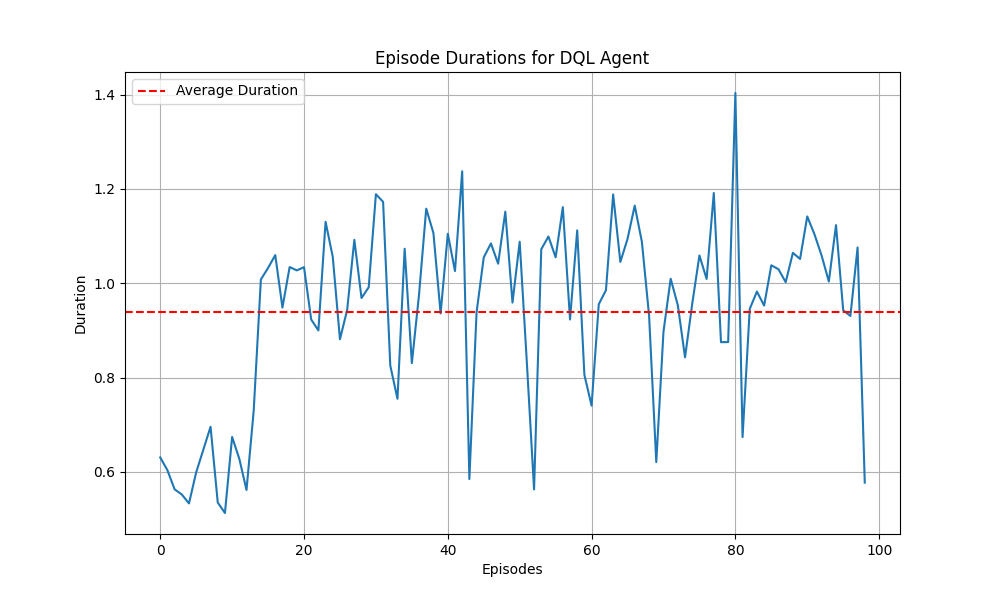 Episode Durations for DQL Agent
Average Duration
1.4
1.2
1.0
0.8
0.6
Duration
0 20 40 60 80 100
Episodes